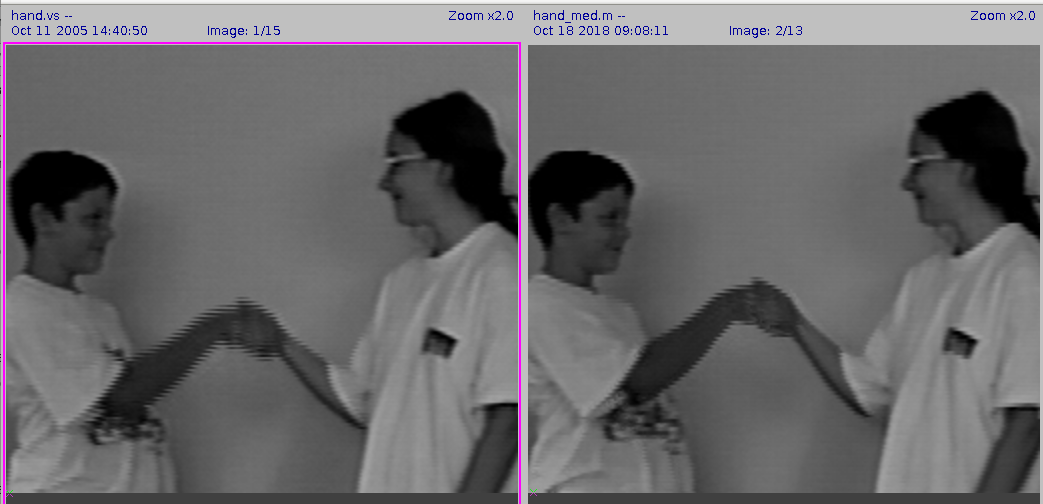 hand.vs -- Zoom x2.0
Oct 11 2005 14:40:50 Image: 1/15
hand_med.m -- Zoom x2.0
Oct 18 2018 09:08:11 Image: 2/13